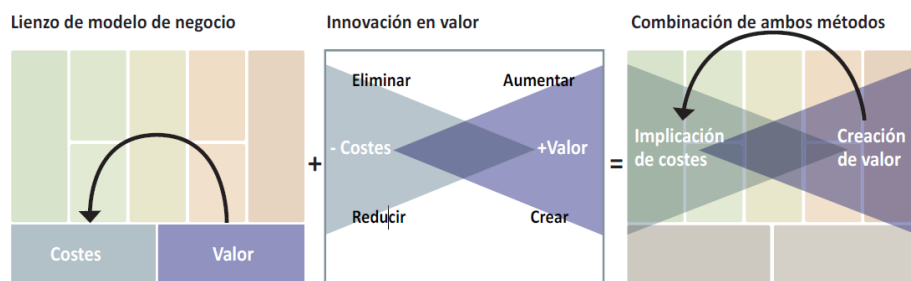 Lienzo de modelo de negocio
Innovación en valor
Combinación de ambos métodos
Eliminar
Aumentar
- Costes
+Valor
Reducir
Crear
Implicación
de costes
Creación
de valor
+
=
Costes
Valor